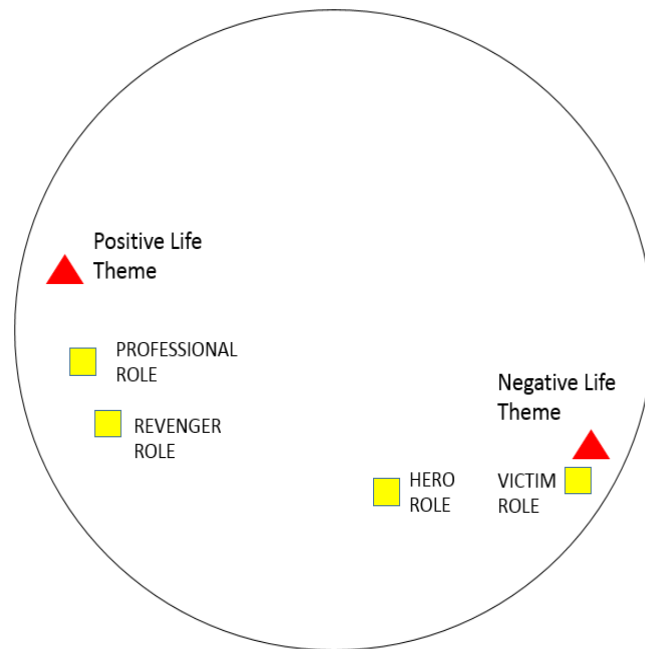 Positive Life
Theme
PROFESSIONAL
ROLE
REVENGER
ROLE
Negative Life
Theme
HERO
ROLE
VICTIM
ROLE